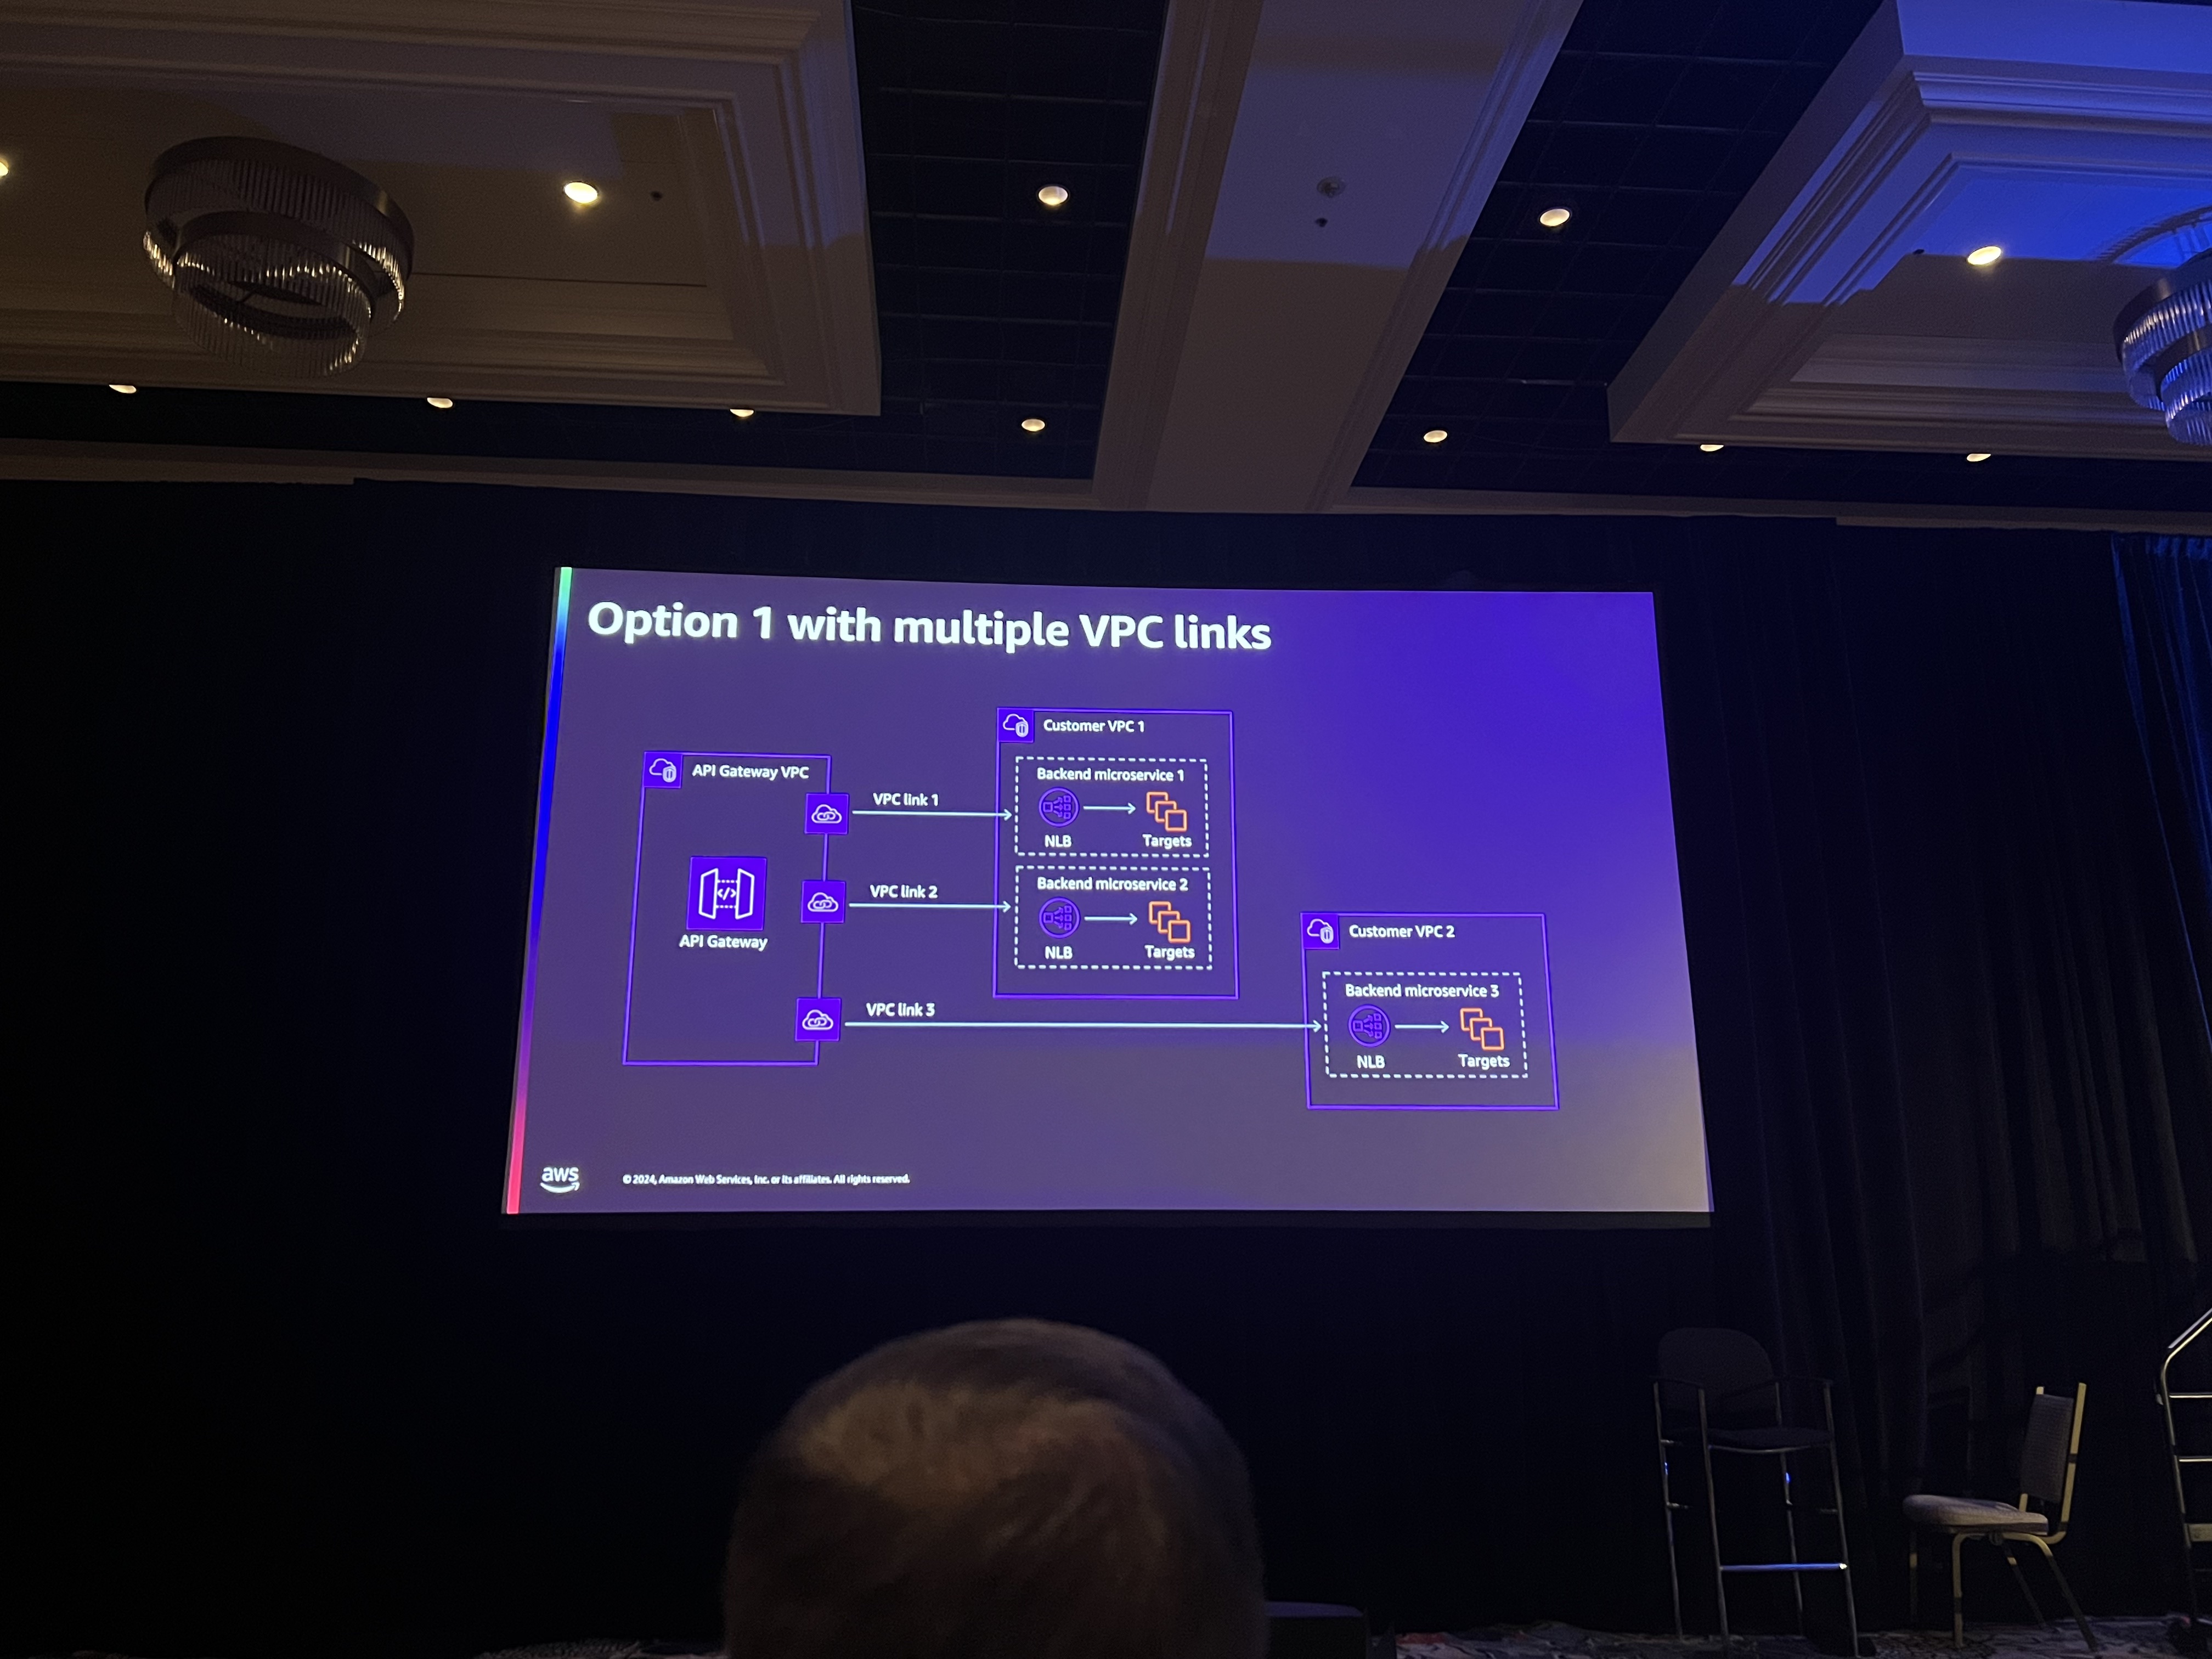 Option 1 with multiple VPC links
Customer VPC 1
API Gateway VPC
Backend microservice 1
VPC link 1
NLB
Targets
Backend microservice 2
VPC link 2
NLB
Targets
API Gateway
Customer VPC 2
Backend microservice 3
VPC link 3
NLB
Targets
aws
© 2024, Amazon Web Services, Inc. or its affiliates. All rights reserved.